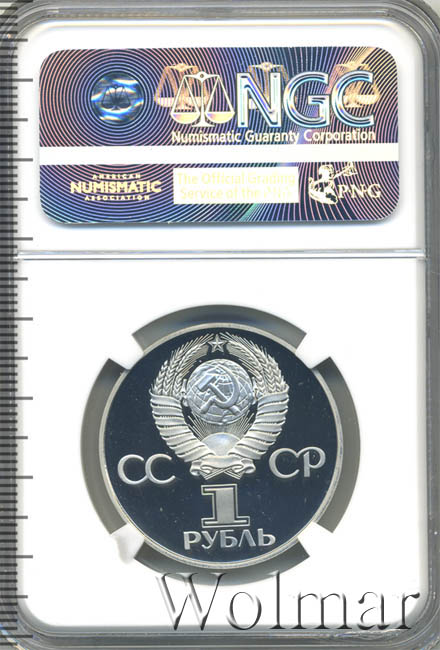 NGC
Numismatic Guaranty Corporation
AMERICAN
NUMISMATIC
ASSOCIATION
The Official Grading
Service of the
PNG
СС СР
1
РУБЛЬ
Wolmar